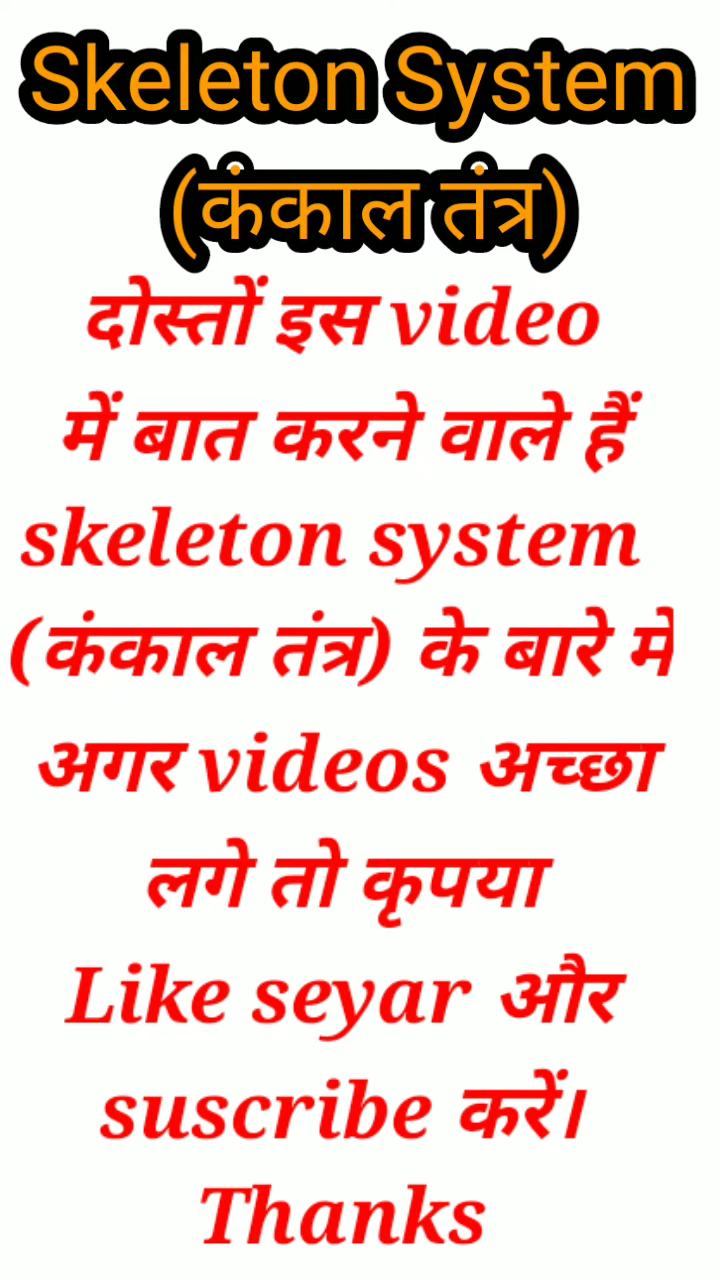 Skeleton System
(कंकाल तंत्र)
दोस्तों इस video
में बात करने वाले हैं
skeleton system
(कंकाल तंत्र) के बारे मे
अगर videos अच्छा
लगे तो कृपया
Like seyar और
suscribe करें।
Thanks